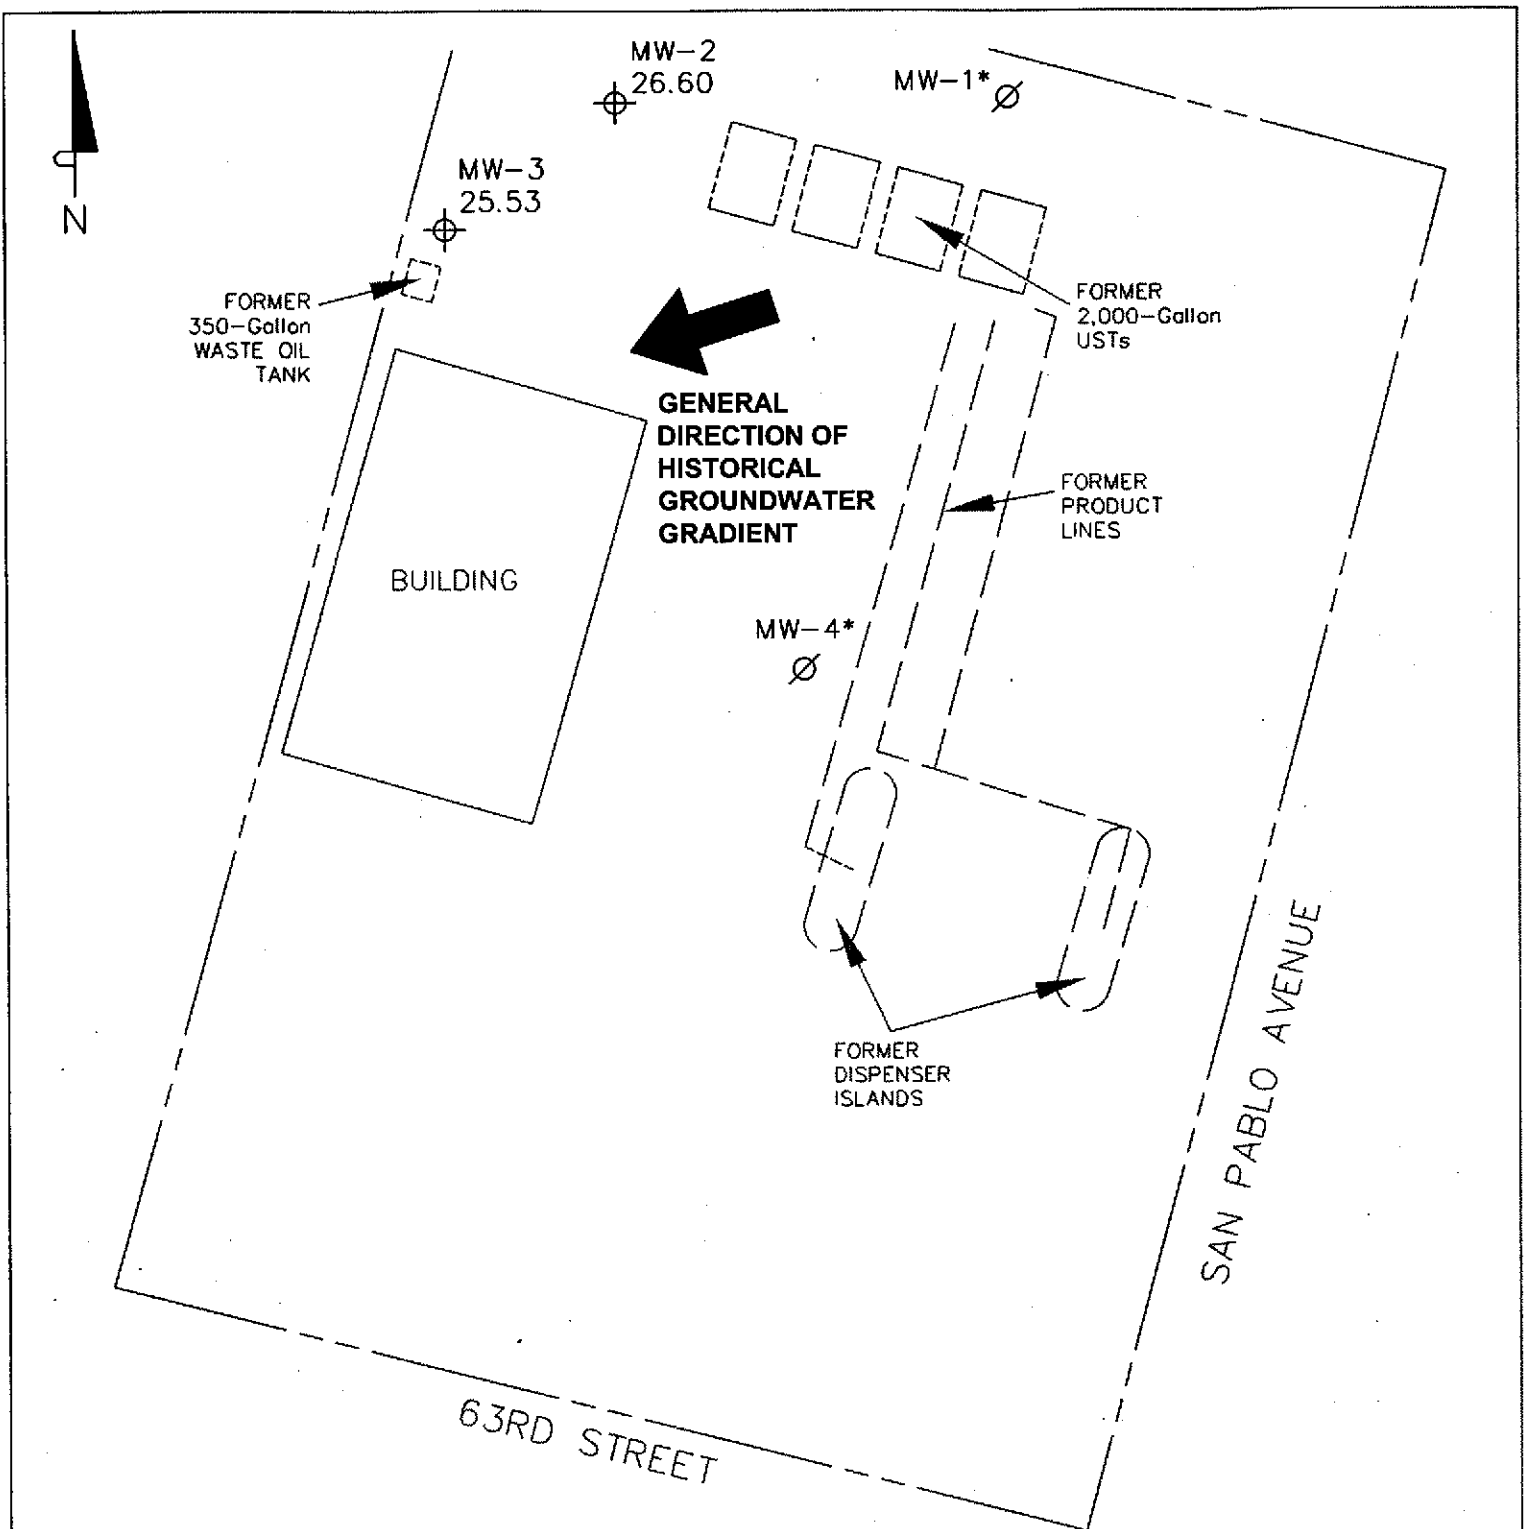 MW-2
26.60
MW-1*
MW-3
25.53
N
FORMER
350-Gallon
WASTE OIL
TANK
FORMER
2,000-Gallon
USTs
GENERAL
DIRECTION OF
HISTORICAL
GROUNDWATER
GRADIENT
FORMER
PRODUCT
LINES
BUILDING
MW-4*
FORMER
DISPENSER
ISLANDS
SAN PABLO AVENUE
63RD STREET